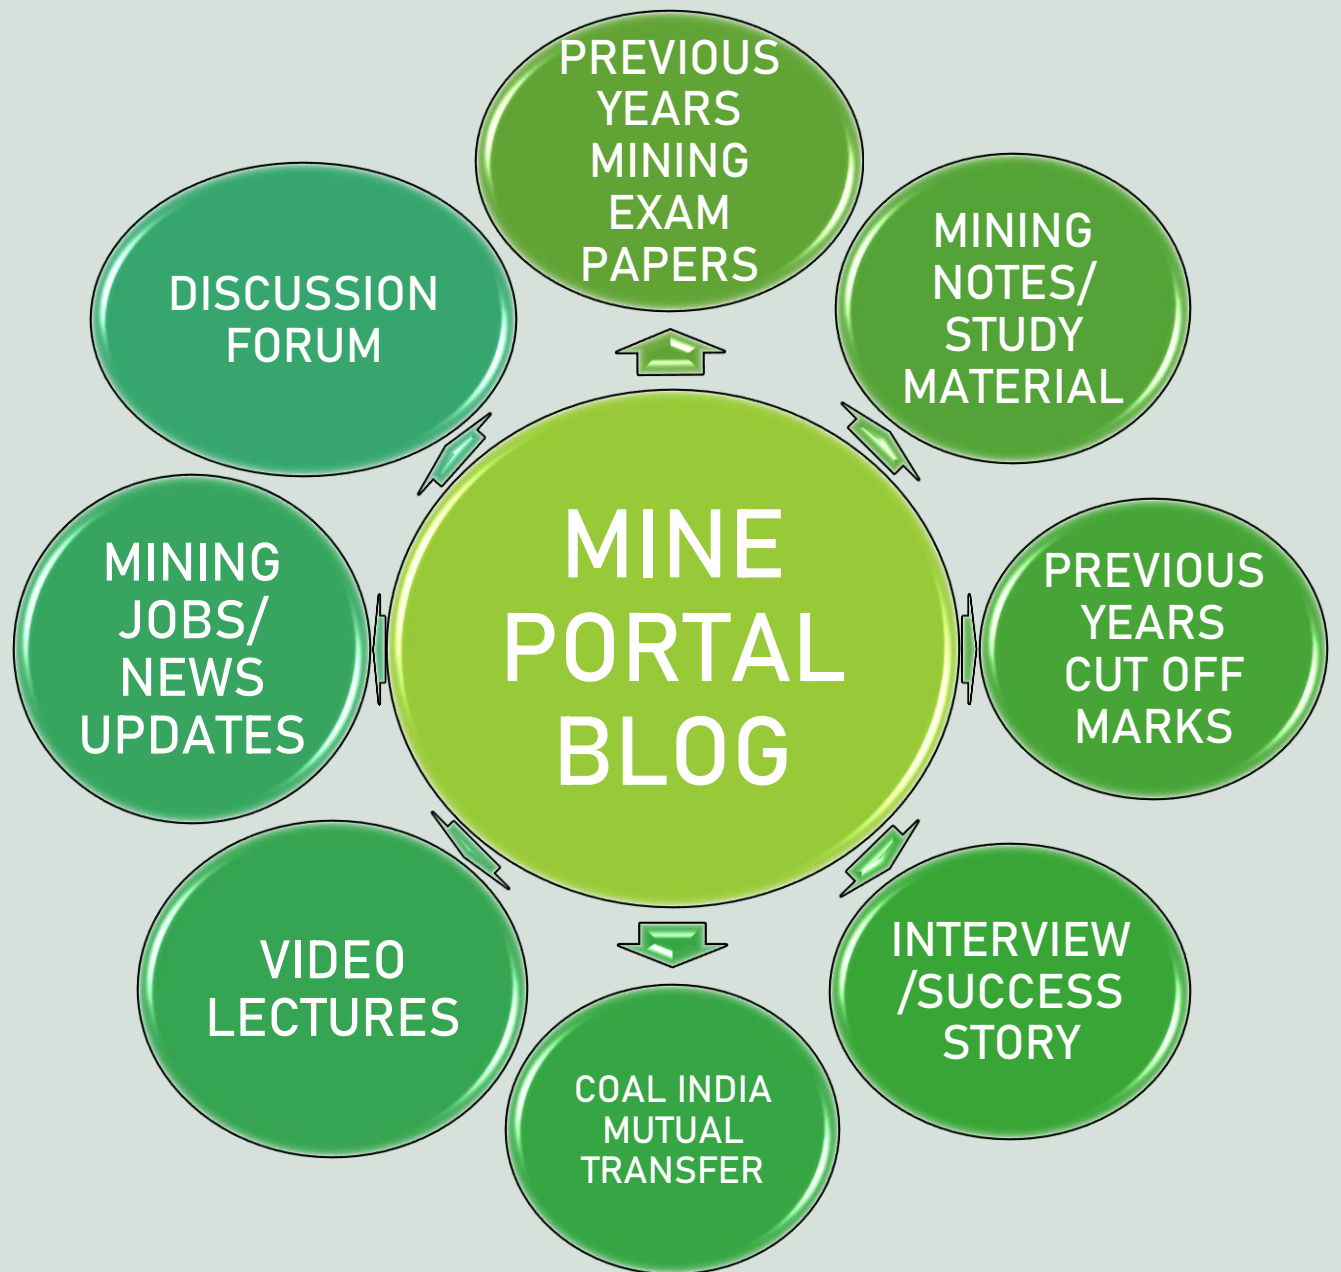 PREVIOUS
YEARS
MINING
EXAM
PAPERS
MINING
NOTES/
STUDY
MATERIAL
PREVIOUS
YEARS
CUT OFF
MARKS
INTERVIEW
/SUCCESS
STORY
COAL INDIA
MUTUAL
TRANSFER
VIDEO
LECTURES
MINING
JOBS/
NEWS
UPDATES
DISCUSSION
FORUM
MINE
PORTAL
BLOG